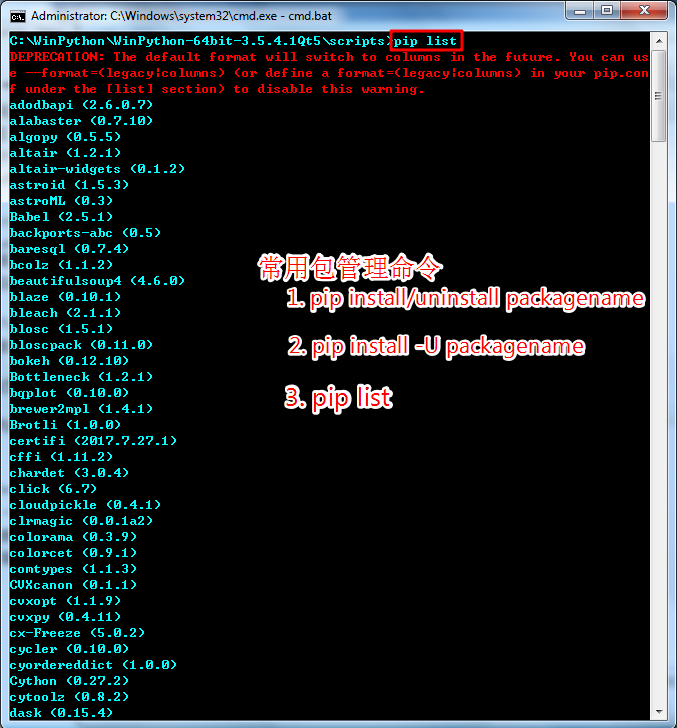 Administrator: C:\Windows\system32\cmd.exe - cmd.bat
C:\WinPython\WinPython-64bit-3.5.4.1Qt5\scripts>pip list
DEPRECATION: The default format will switch to columns in the future. You can us
e --format=(legacy|columns) (or define a format=(legacy|columns) in your pip.con
f under the [list] section) to disable this warning.
adodbapi (2.6.0.7)
alabaster (0.7.10)
algopy (0.5.5)
altair (1.2.1)
altair-widgets (0.1.2)
astroid (1.5.3)
astroML (0.3)
Babel (2.5.1)
backports-abc (0.5)
baresql (0.7.4)
bcolz (1.1.2)
beautifulsoup4 (4.6.0)
blaze (0.10.1)
bleach (2.1.1)
blosc (1.5.1)
bloscpack (0.11.0)
bokeh (0.12.10)
Bottleneck (1.2.1)
bqplot (0.10.0)
brewer2mpl (1.4.1)
Brotli (1.0.0)
certifi (2017.7.27.1)
cffi (1.11.2)
chardet (3.0.4)
click (6.7)
cloudpickle (0.4.1)
clrmagic (0.0.1a2)
colorama (0.3.9)
colorcet (0.9.1)
comtypes (1.1.3)
CVXcanon (0.1.1)
cvxopt (1.1.9)
cvxpy (0.4.11)
cx-Freeze (5.0.2)
cycler (0.10.0)
cyordereddict (1.0.0)
Cython (0.27.2)
cytoolz (0.8.2)
dask (0.15.4)
常用包管理命令
1. pip install/uninstall packagename
2. pip install -U packagename
3. pip list